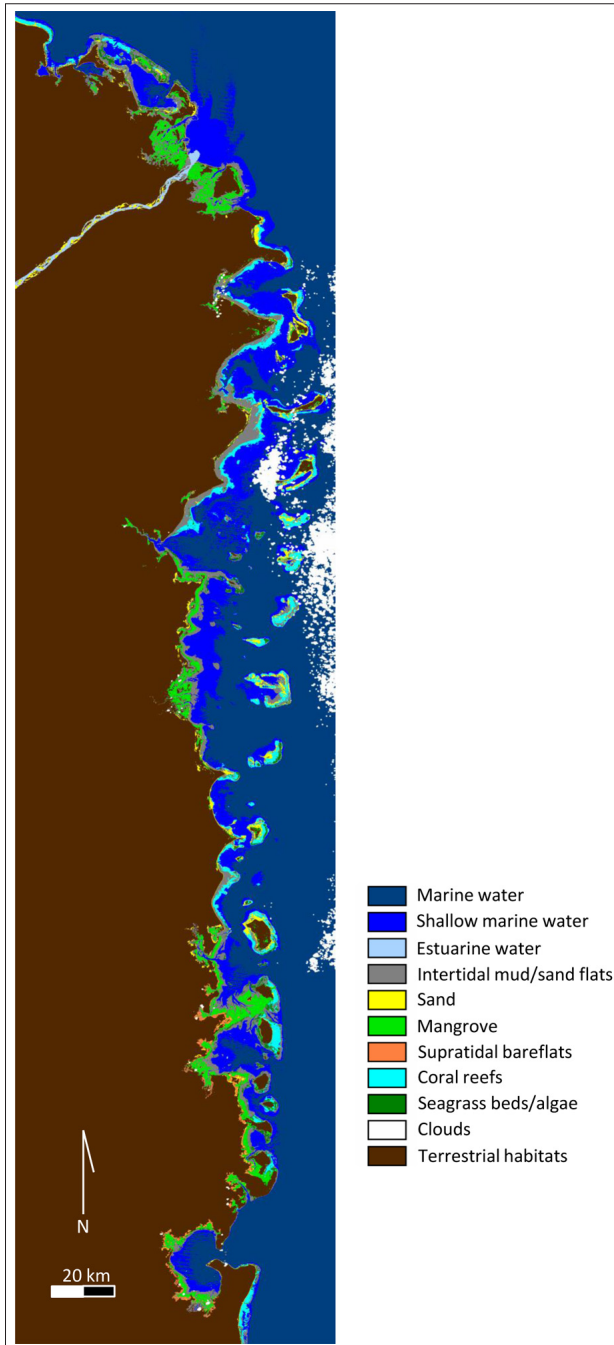 Marine water
Shallow marine water
Estuarine water
Intertidal mud/sand flats
Sand
Mangrove
Supratidal bareflats
Coral reefs
Seagrass beds/algae
Clouds
Terrestrial habitats
N
20 km